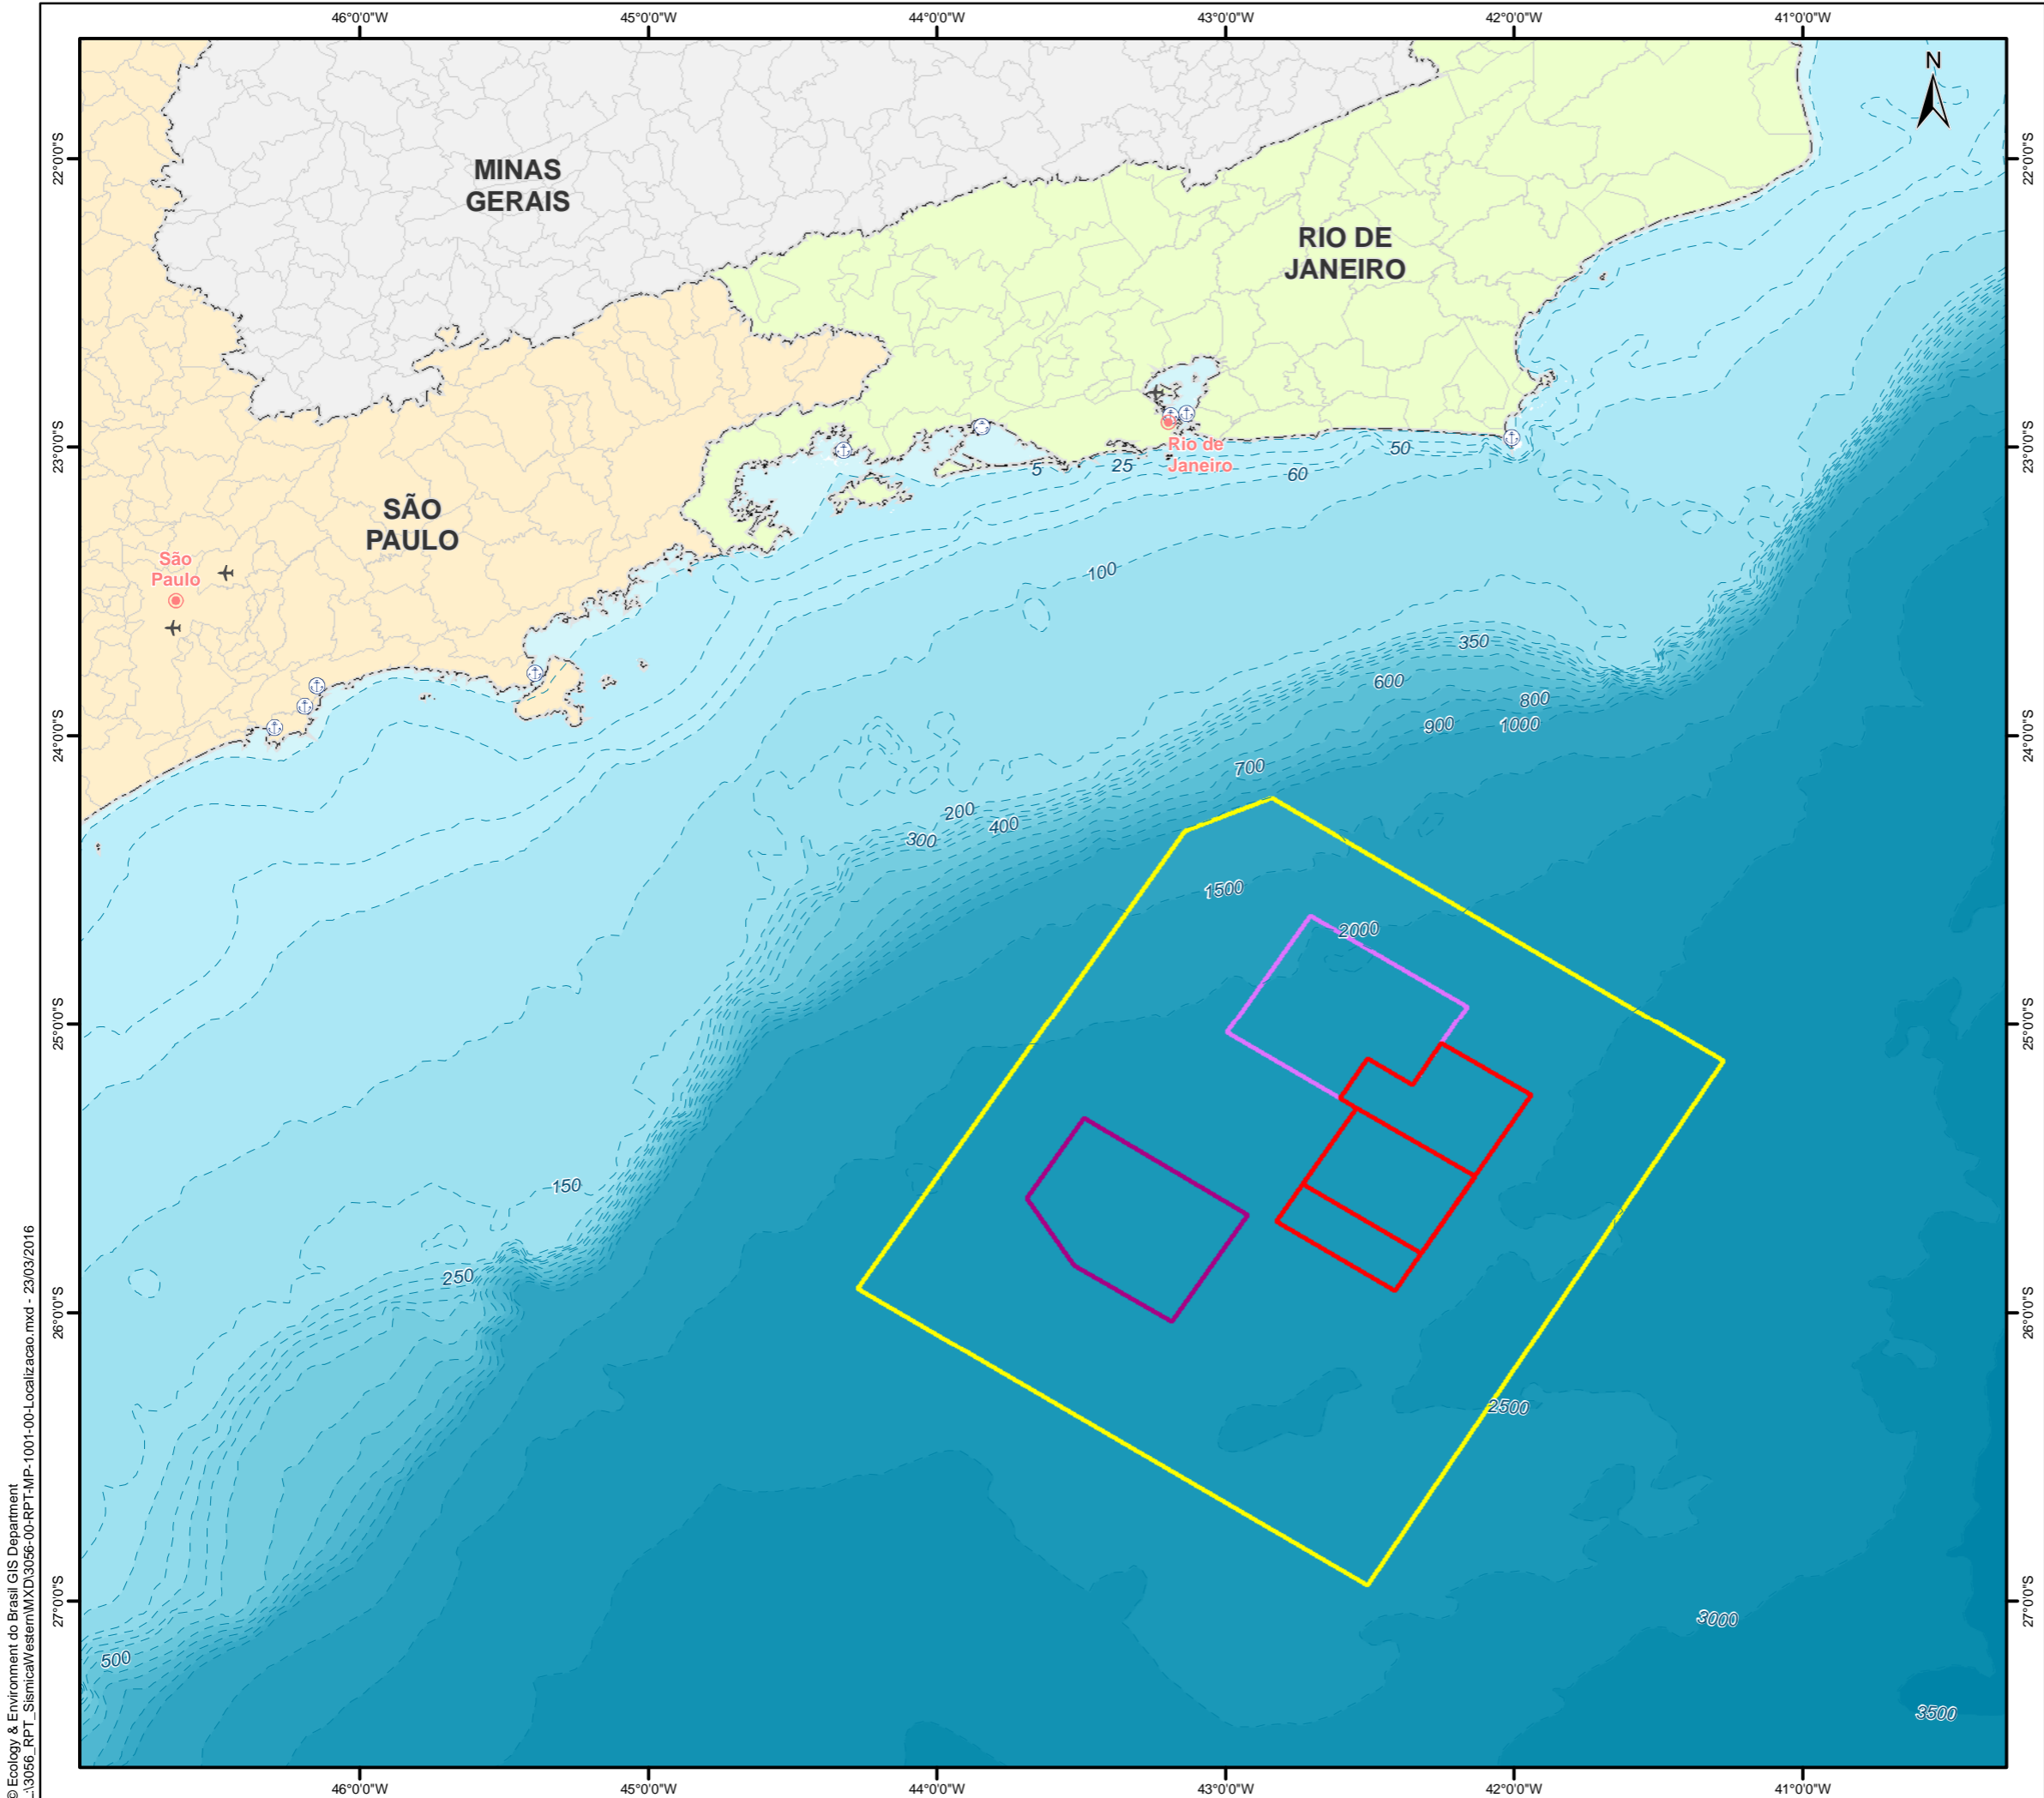 46°0'0"W
45°0'0"W
44°0'0"W
43°0'0"W
42°0'0"W
41°0'0"W
N
22°0'0"S
22°0'0"S
MINAS
GERAIS
RIO DE
JANEIRO
23°0'0"S
23°0'0"S
Rio de
Janeiro
50
5
25
60
SÃO
PAULO
São
Paulo
100
350
600
800
900
1000
24°0'0"S
24°0'0"S
700
200
400
300
1500
2000
25°0'0"S
25°0'0"S
150
250
26°0'0"S
26°0'0"S
2500
27°0'0"S
27°0'0"S
3000
500
3500
46°0'0"W
45°0'0"W
44°0'0"W
43°0'0"W
42°0'0"W
41°0'0"W
© Ecology & Environment do Brasil GIS Department
..\3056_RPT_SismicaWestern\MXD\3056-00-RPT-MP-1001-00-Localizacao.mxd - 23/03/2016